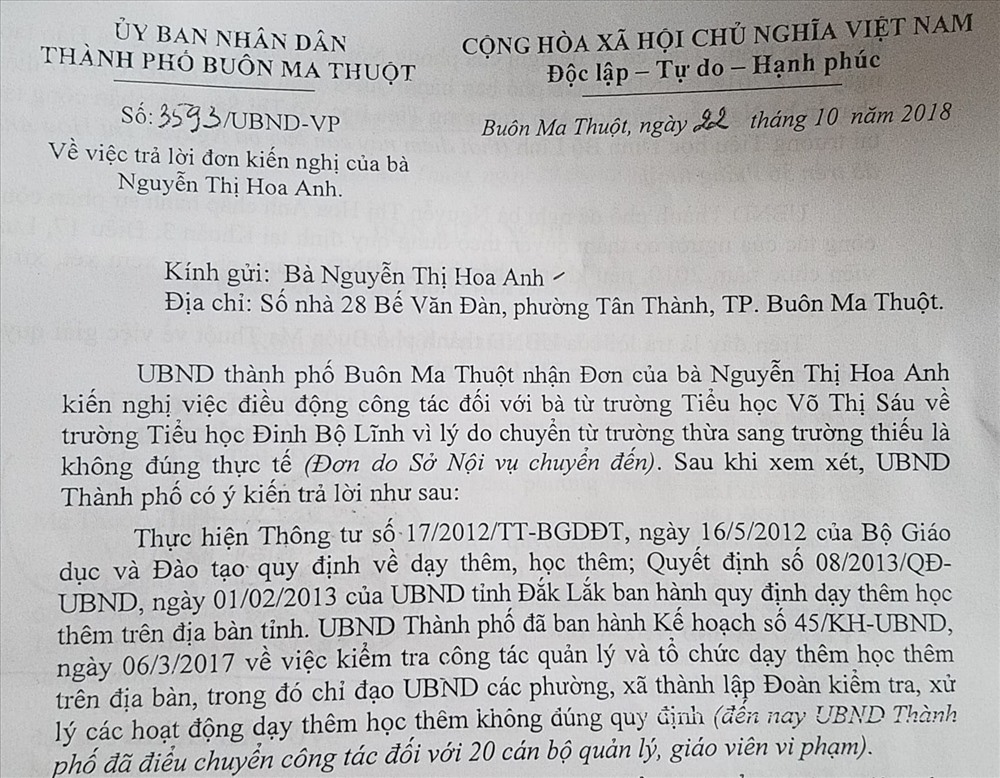 ỦY BAN NHÂN DÂN
THÀNH PHỐ BUÔN MA THUỘT
CỘNG HÒA XÃ HỘI CHỦ NGHĨA VIỆT NAM
Độc lập – Tự do – Hạnh phúc
Số: 3593/UBND-VP
Buôn Ma Thuột, ngày 22 tháng 10 năm 2018
Về việc trả lời đơn kiến nghị của bà
Nguyễn Thị Hoa Anh.
Kính gửi: Bà Nguyễn Thị Hoa Anh
Địa chỉ: Số nhà 28 Bế Văn Đàn, phường Tân Thành, TP. Buôn Ma Thuột.
UBND thành phố Buôn Ma Thuột nhận Đơn của bà Nguyễn Thị Hoa Anh
kiến nghị việc điều động công tác đối với bà từ trường Tiểu học Võ Thị Sáu về
trường Tiểu học Đinh Bộ Lĩnh vì lý do chuyển từ trường thừa sang trường thiếu là
không đúng thực tế (Đơn do Sở Nội vụ chuyển đến). Sau khi xem xét, UBND
Thành phố có ý kiến trả lời như sau:
Thực hiện Thông tư số 17/2012/TT-BGDĐT, ngày 16/5/2012 của Bộ Giáo
dục và Đào tạo quy định về dạy thêm, học thêm; Quyết định số 08/2013/QĐ-
UBND, ngày 01/02/2013 của UBND tỉnh Đắk Lắk ban hành quy định dạy thêm học
thêm trên địa bàn tỉnh. UBND Thành phố đã ban hành Kế hoạch số 45/KH-UBND,
ngày 06/3/2017 về việc kiểm tra công tác quản lý và tổ chức dạy thêm học thêm
trên địa bàn, trong đó chỉ đạo UBND các phường, xã thành lập Đoàn kiểm tra, xử
lý các hoạt động dạy thêm học thêm không đúng quy định (đến nay UBND Thành
phố đã điều chuyển công tác đối với 20 cán bộ quản lý, giáo viên vi phạm).